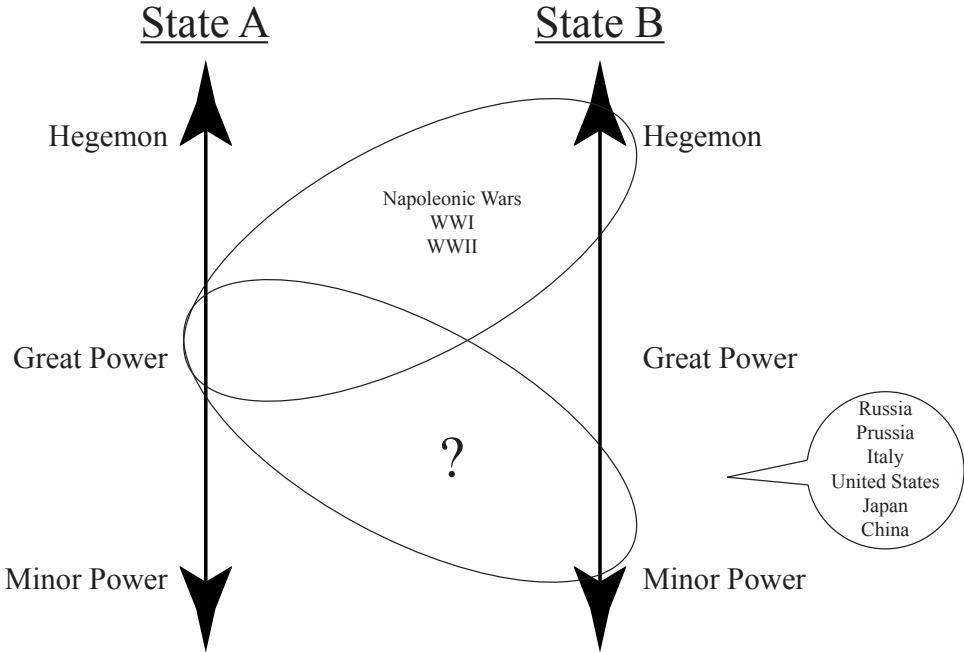 State A
State B
Hegemon
Hegemon
Napoleonic Wars
WWI
WWII
Great Power
Great Power
?
Russia
Prussia
Italy
United States
Japan
China
Minor Power
Minor Power